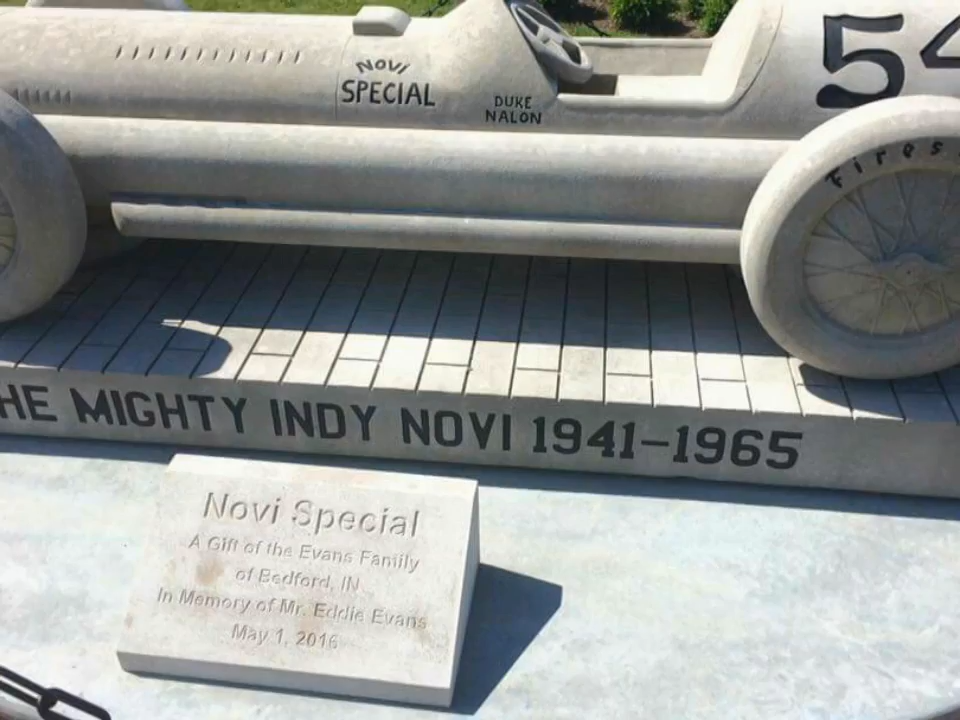 NOVI
SPECIAL
DUKE
NALON
54
Fires
HE MIGHTY INDY NOVI 1941-1965
Novi Special
A Gift of the Evans Family
of Bedford, IN
In Memory of Mr. Eddie Evans
May 1, 2016